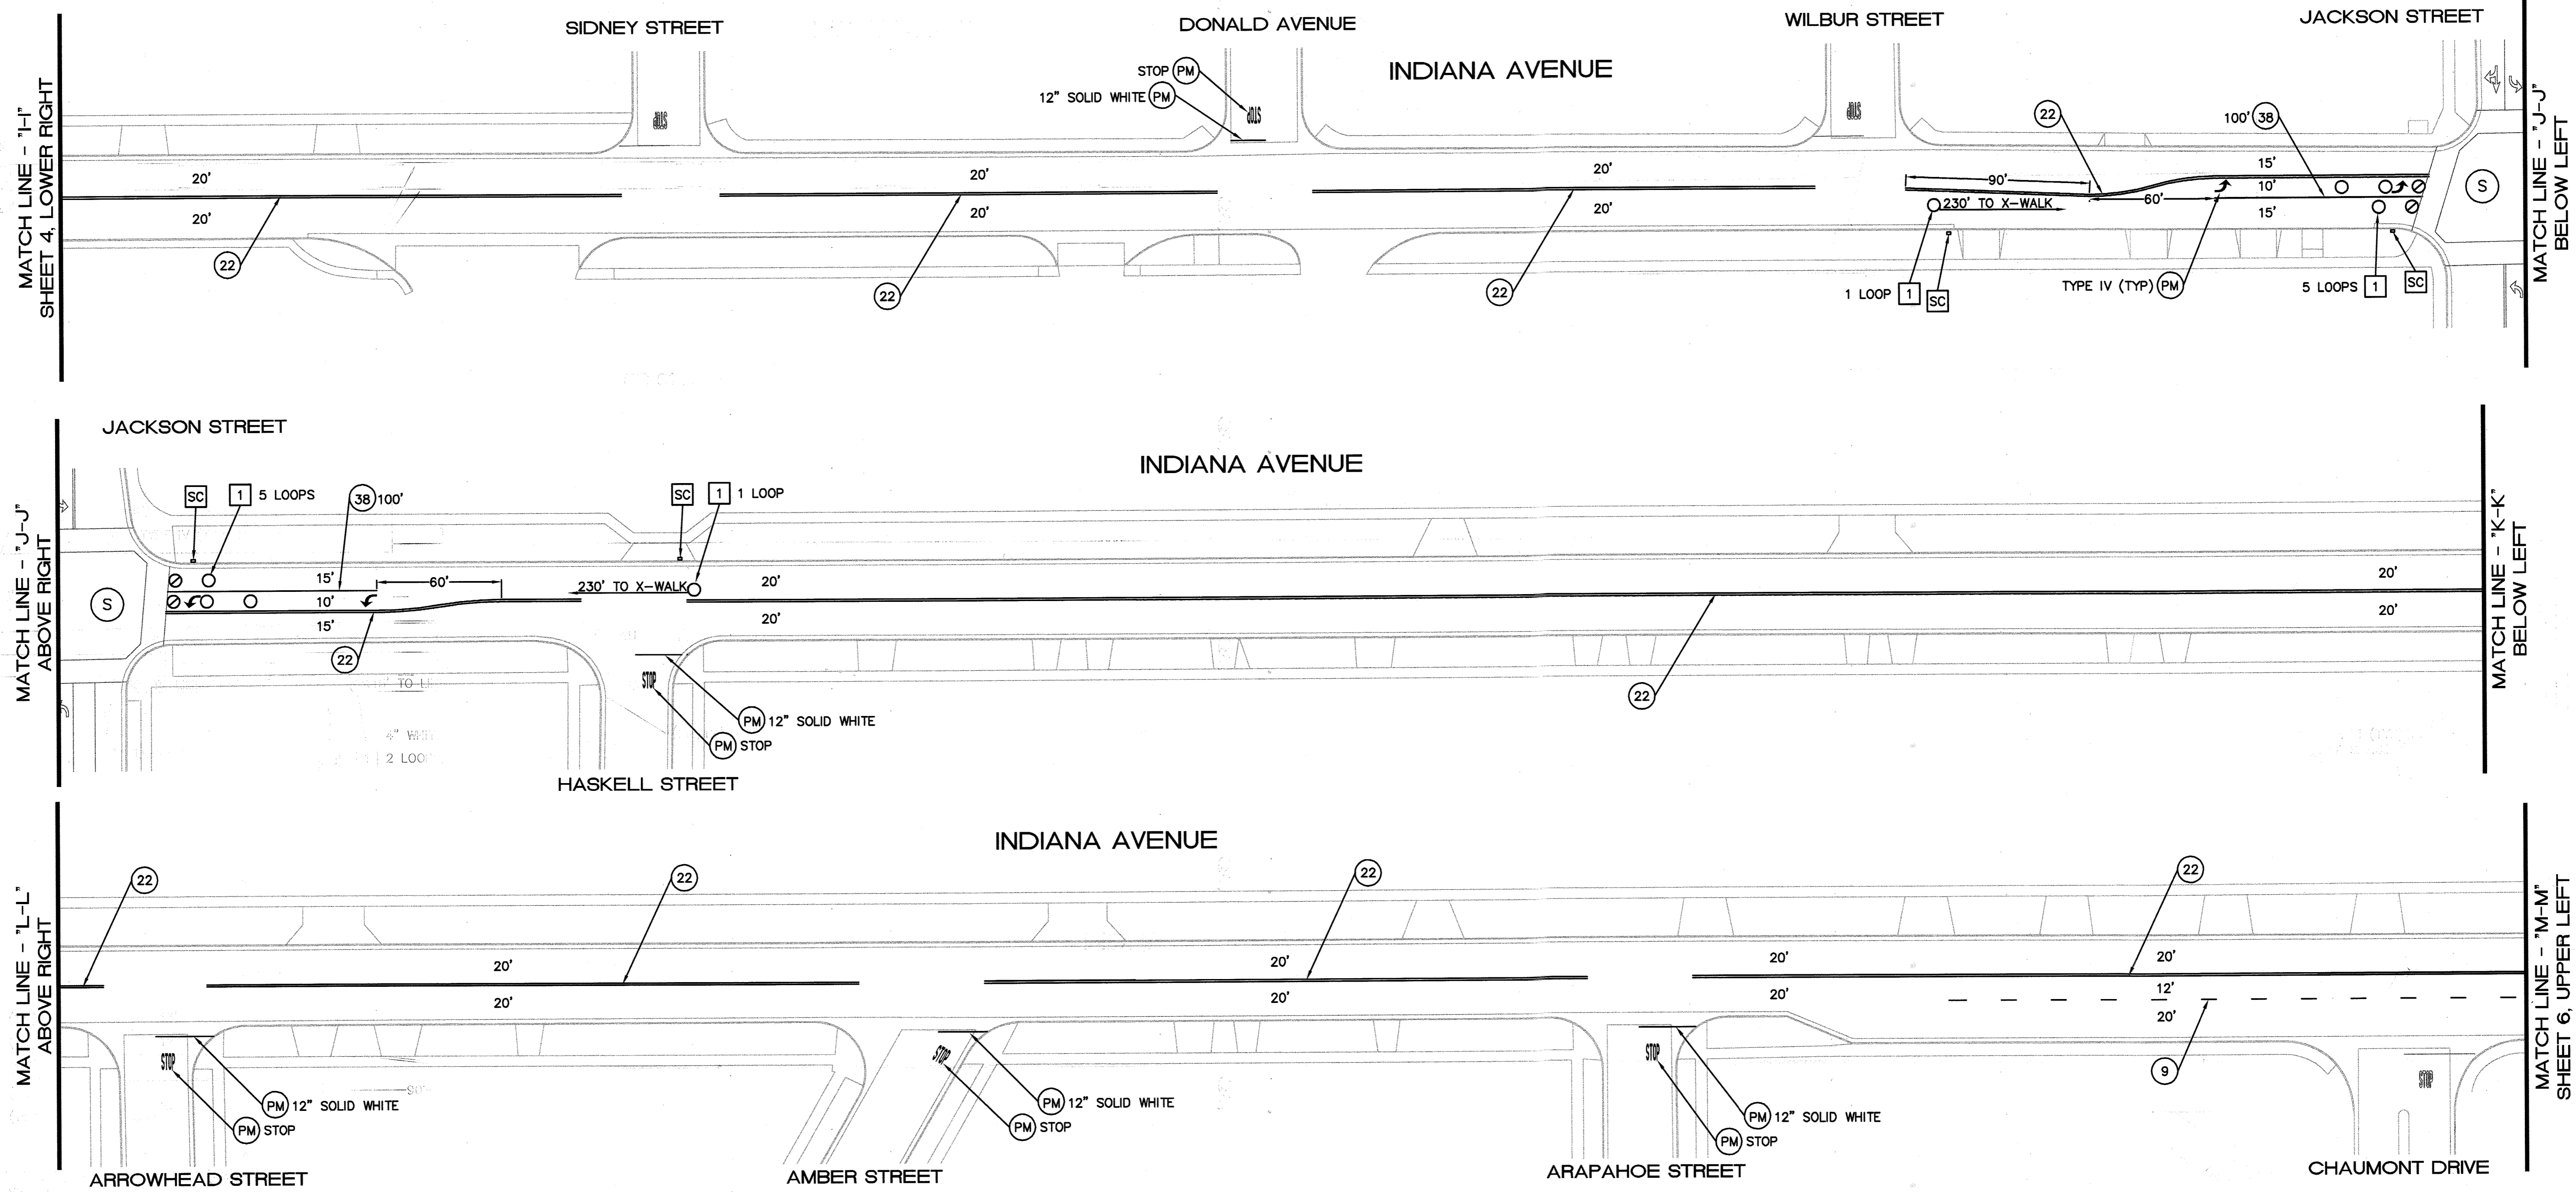 SIDNEY STREET
DONALD AVENUE
WILBUR STREET
JACKSON STREET
INDIANA AVENUE
MATCH LINE - "I-I"
SHEET 4, LOWER RIGHT
STOP PM
12" SOLID WHITE PM
STOP
STOP
STOP
22
100' 38
20'
20'
20'
15'
90'
10'
230' TO X-WALK
60'
S
20'
20'
20'
15'
22
22
22
1 LOOP 1
SC
TYPE IV (TYP) PM
5 LOOPS 1
SC
MATCH LINE - "J-J"
BELOW LEFT
JACKSON STREET
INDIANA AVENUE
MATCH LINE - "J-J"
ABOVE RIGHT
SC
1 5 LOOPS
38 100'
SC
1 1 LOOP
15'
60'
230' TO X-WALK
20'
20'
S
10'
15'
20'
20'
22
22
TO L
STOP
PM 12" SOLID WHITE
PM STOP
2 LOO
HASKELL STREET
MATCH LINE - "K-K"
BELOW LEFT
INDIANA AVENUE
MATCH LINE - "L-L"
ABOVE RIGHT
22
22
22
22
20'
20'
20'
20'
20'
20'
20'
12'
20'
20'
9
STOP
PM 12" SOLID WHITE
PM STOP
STOP
PM 12" SOLID WHITE
PM STOP
STOP
PM 12" SOLID WHITE
PM STOP
STOP
ARROWHEAD STREET
AMBER STREET
ARAPAHOE STREET
CHAUMONT DRIVE
MATCH LINE - "M-M"
SHEET 6, UPPER LEFT